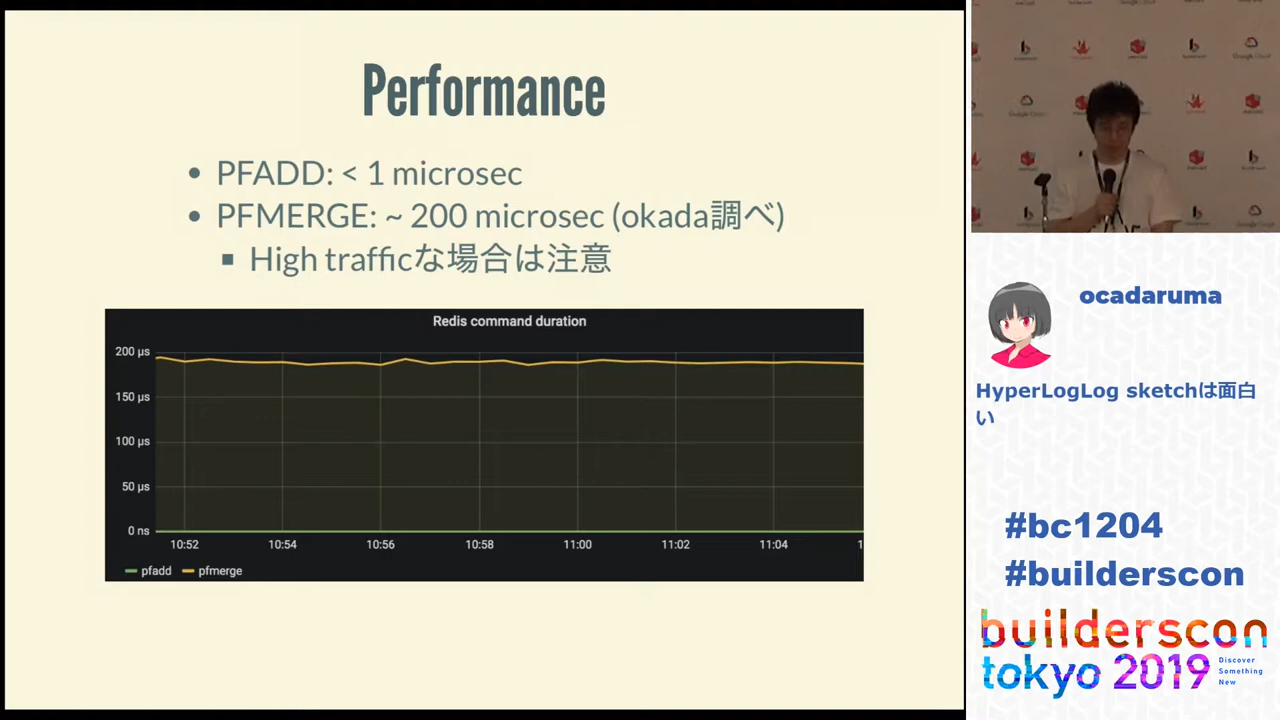 Performance
PFADD: < 1 microsec
PFMERGE: ~ 200 microsec (okada調べ)
High trafficな場合は注意
Redis command duration
200 µs
150 µs
100 µs
50 µs
0 ns
10:52 10:54 10:56 10:58 11:00 11:02 11:04 1
pfadd pfmerge
ocadaruma
HyperLogLog sketchは面白
い
#bc1204
#builderscon
builderscon
tokyo 2019
Discover
Something
New